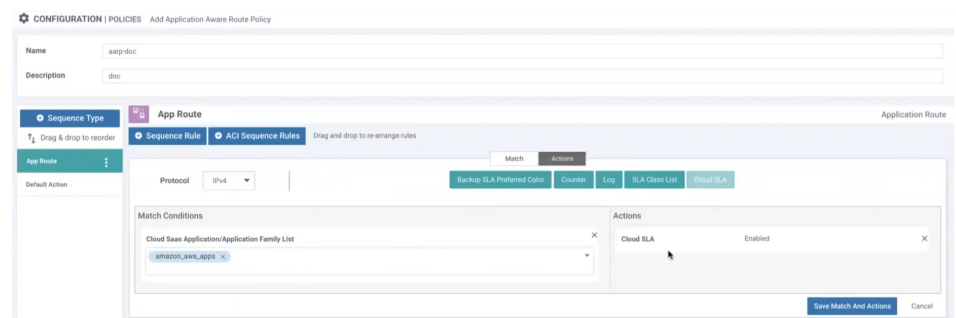 CONFIGURATION | POLICIES Add Application Aware Route Policy
Name aarp-doc
Description doc
Sequence Type
Drag & drop to reorder
App Route
Default Action
App Route Application Route
Sequence Rule ACI Sequence Rules Drag and drop to re-arrange rules
Match Actions
Protocol IPv4 Backup SLA Preferred Color Counter Log SLA Class List Cloud SLA
Match Conditions Actions
Cloud Saas Application/Application Family List × Cloud SLA Enabled ×
amazon_aws_apps ×
Save Match And Actions Cancel